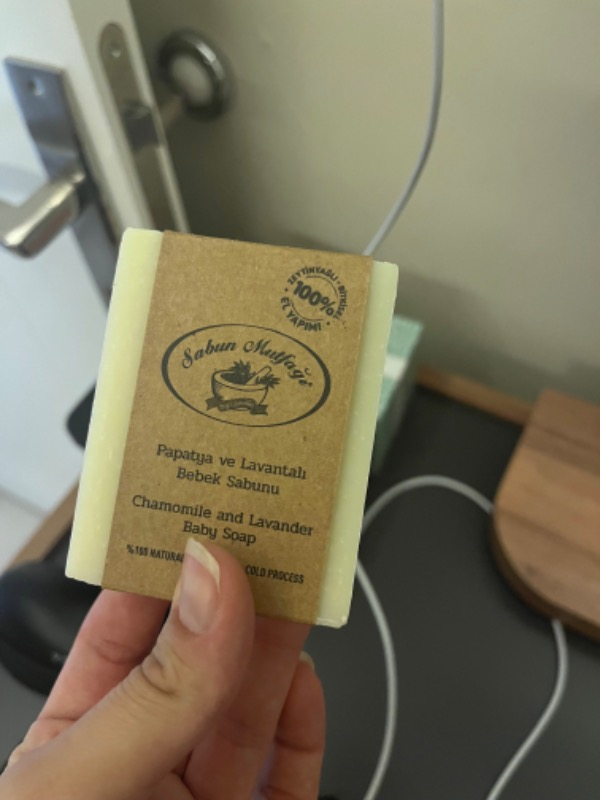 ZEYTİNYAĞLI • BİTKİSEL •
100%
EL YAPIMI
Sabun Mutfağı
Papatya ve Lavantalı
Bebek Sabunu
Chamomile and Lavander
Baby Soap
%100 NATURAL
COLD PROCESS